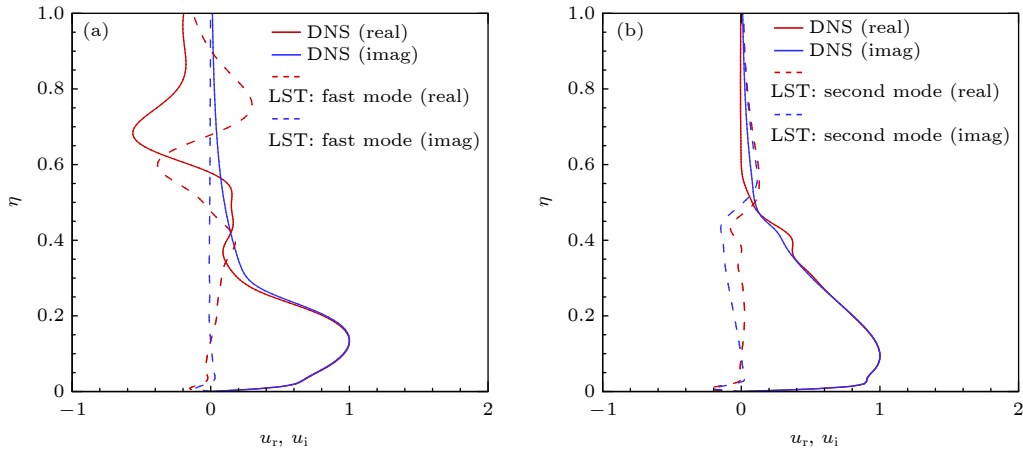 (a)
DNS (real)
DNS (imag)
LST: fast mode (real)
LST: fast mode (imag)
1.0
0.8
0.6
0.4
0.2
0
η
−1
0
1
2
u_r, u_i
(b)
DNS (real)
DNS (imag)
LST: second mode (real)
LST: second mode (imag)
1.0
0.8
0.6
0.4
0.2
0
η
−1
0
1
2
u_r, u_i